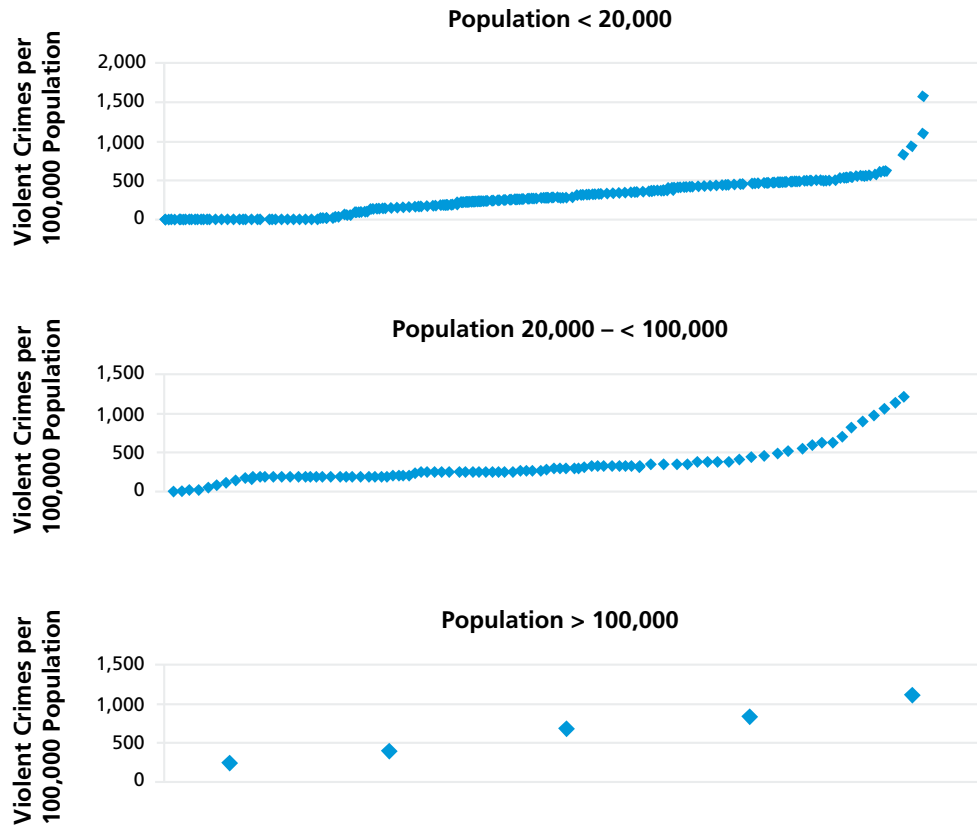 Population < 20,000
Violent Crimes per
100,000 Population
2,000
1,500
1,000
500
0
Population 20,000 – < 100,000
Violent Crimes per
100,000 Population
1,500
1,000
500
0
Population > 100,000
Violent Crimes per
100,000 Population
1,500
1,000
500
0